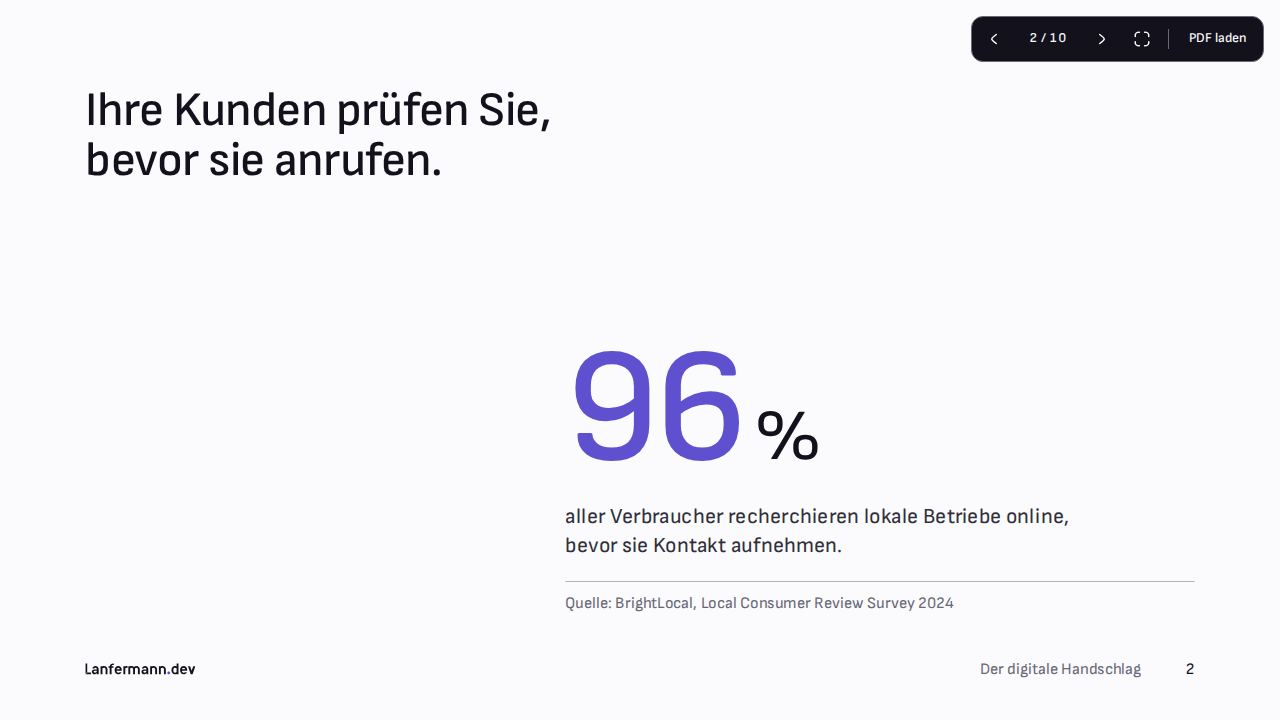 2 / 10
PDF laden
Ihre Kunden prüfen Sie,
bevor sie anrufen.
96 %
aller Verbraucher recherchieren lokale Betriebe online,
bevor sie Kontakt aufnehmen.
Quelle: BrightLocal, Local Consumer Review Survey 2024
Lanfermann.dev
Der digitale Handschlag
2